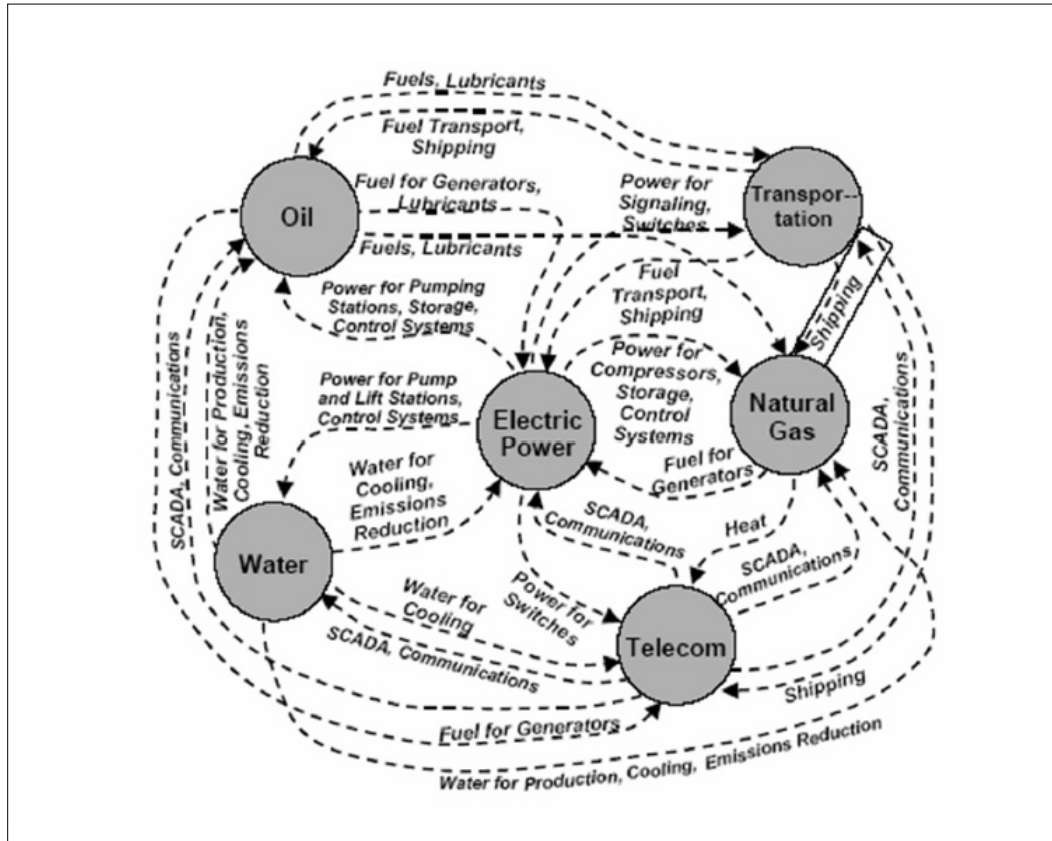 Fuels, Lubricants
Fuel Transport,
Shipping
Oil
Fuel for Generators,
Lubricants
Fuels, Lubricants
Power for
Signaling,
Switches
Transpor--
tation
Fuel
Transport,
Shipping
Shipping
Power for Pumping
Stations, Storage,
Control Systems
Power for
Compressors,
Storage,
Control
Systems
Natural
Gas
Electric
Power
Power for Pump
and Lift Stations,
Control Systems
SCADA, Communications
Water for Production,
Cooling, Emissions
Reduction
SCADA,
Communications
Water for
Cooling,
Emissions
Reduction
Fuel for
Generators
Heat
SCADA,
Communications
SCADA,
Communications
Water
Water for
Cooling
Power for
Switches
SCADA, Communications
Telecom
Shipping
Fuel for Generators
Water for Production, Cooling, Emissions Reduction